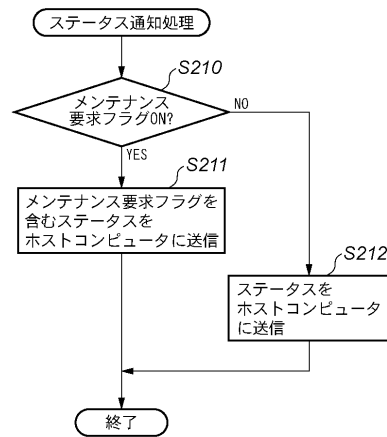 ステータス通知処理
S210
メンテナンス
要求フラグON?
NO
YES
S211
メンテナンス要求フラグを
含むステータスを
ホストコンピュータに送信
S212
ステータスを
ホストコンピュータ
に送信
終了